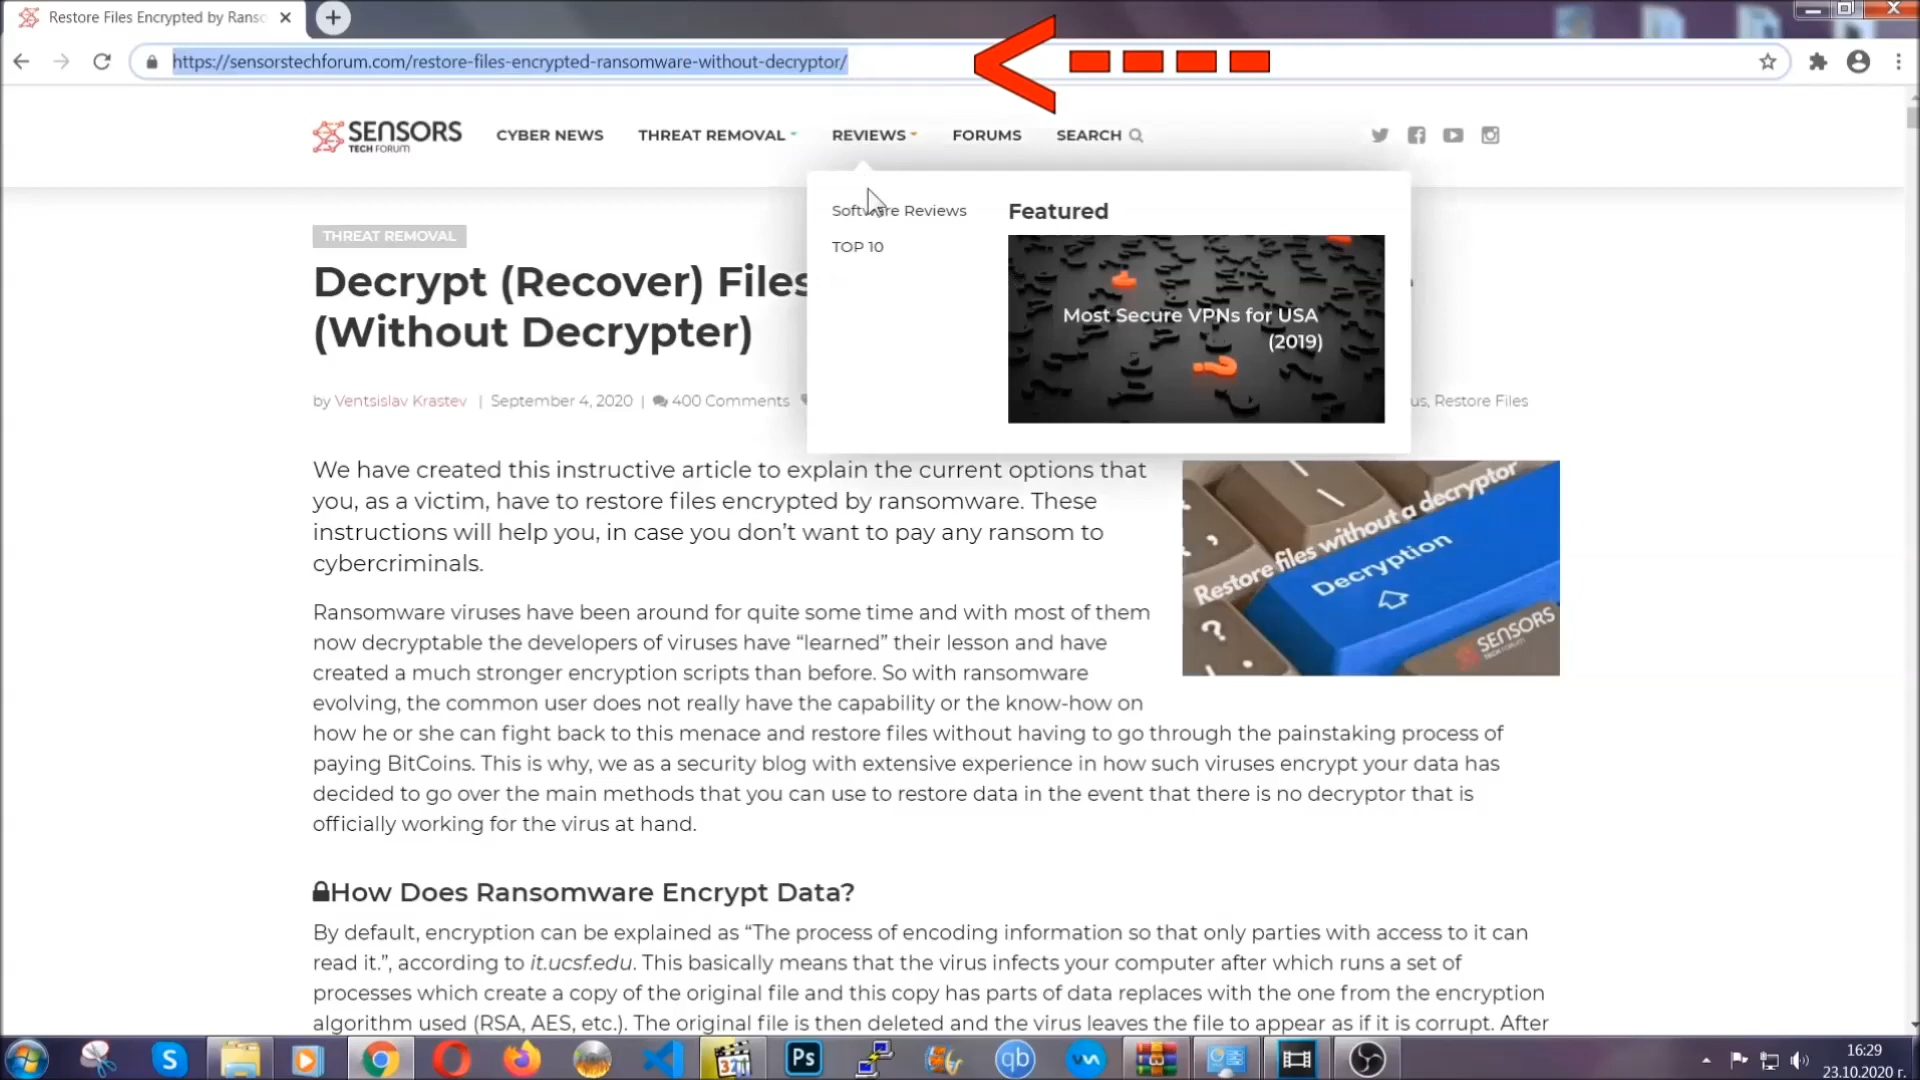 Restore Files Encrypted by Ranso
https://sensorstechforum.com/restore-files-encrypted-ransomware-without-decryptor/
SENSORS
TECH FORUM
CYBER NEWS
THREAT REMOVAL
REVIEWS
FORUMS
SEARCH
Software Reviews
TOP 10
Featured
Most Secure VPNs for USA
(2019)
THREAT REMOVAL
Decrypt (Recover) Files
(Without Decrypter)
by Ventsislav Krastev | September 4, 2020 | 400 Comments
us, Restore Files
We have created this instructive article to explain the current options that
you, as a victim, have to restore files encrypted by ransomware. These
instructions will help you, in case you don’t want to pay any ransom to
cybercriminals.
Restore files without a decryptor
Decryption
SENSORS
TECH FORUM
Ransomware viruses have been around for quite some time and with most of them
now decryptable the developers of viruses have “learned” their lesson and have
created a much stronger encryption scripts than before. So with ransomware
evolving, the common user does not really have the capability or the know-how on
how he or she can fight back to this menace and restore files without having to go through the painstaking process of
paying BitCoins. This is why, we as a security blog with extensive experience in how such viruses encrypt your data has
decided to go over the main methods that you can use to restore data in the event that there is no decryptor that is
officially working for the virus at hand.
How Does Ransomware Encrypt Data?
By default, encryption can be explained as “The process of encoding information so that only parties with access to it can
read it.”, according to it.ucsf.edu. This basically means that the virus infects your computer after which runs a set of
processes which create a copy of the original file and this copy has parts of data replaces with the one from the encryption
algorithm used (RSA, AES, etc.). The original file is then deleted and the virus leaves the file to appear as if it is corrupt. After
S
321
Ps
qb
16:29
23.10.2020 г.